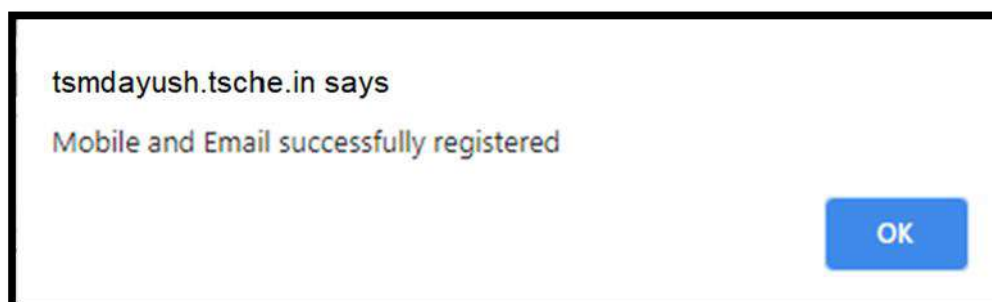 tsmdayush.tsche.in says
Mobile and Email successfully registered
OK